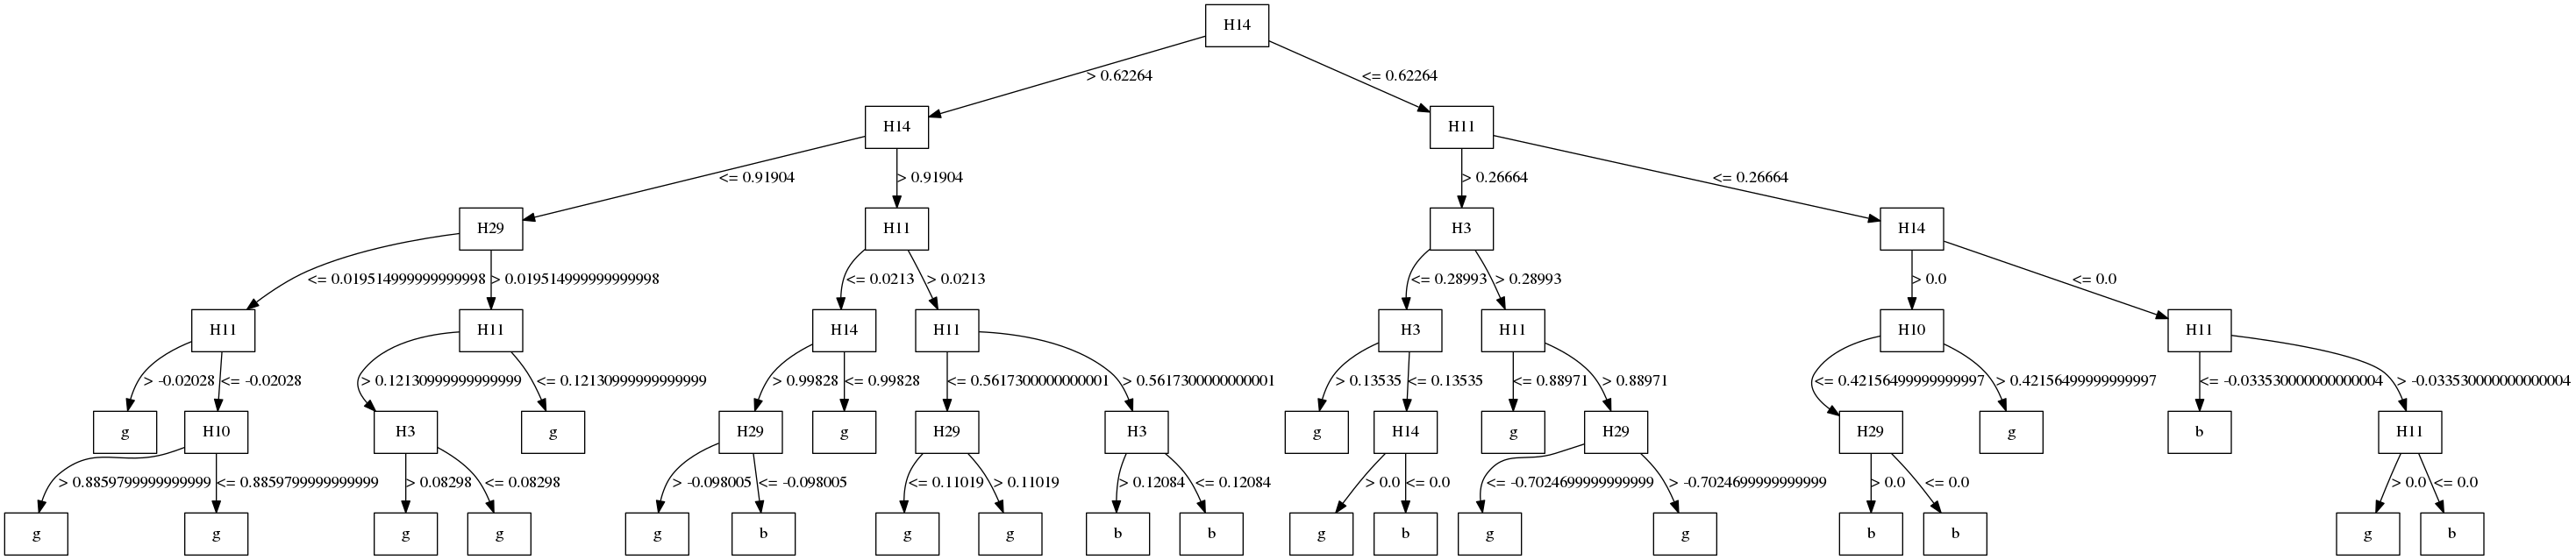 H14
> 0.62264 <= 0.62264
H14 H11
<= 0.91904 > 0.91904 > 0.26664 <= 0.26664
H29 H11 H3 H14
<= 0.019514999999999998 > 0.019514999999999998 <= 0.0213 > 0.0213 <= 0.28993 > 0.28993 > 0.0 <= 0.0
H11 H11 H14 H11 H3 H11 H10 H11
> -0.02028 <= -0.02028 > 0.12130999999999999 <= 0.12130999999999999 > 0.99828 <= 0.99828 <= 0.5617300000000001 > 0.5617300000000001 > 0.13535 <= 0.13535 <= 0.88971 > 0.88971 <= 0.42156499999999997 > 0.42156499999999997 <= -0.033530000000000004 > -0.033530000000000004
g H10 H3 g H29 g H29 H3 g H14 g H29 H29 g b H11
> 0.8859799999999999 <= 0.8859799999999999 > 0.08298 <= 0.08298 > -0.098005 <= -0.098005 <= 0.11019 > 0.11019 > 0.12084 <= 0.12084 > 0.0 <= 0.0 <= -0.7024699999999999 > -0.7024699999999999 > 0.0 <= 0.0 > 0.0 <= 0.0
g g g g g b g g b b g b g g b b g b